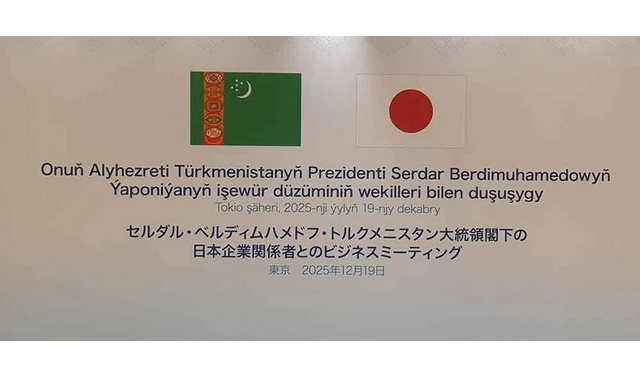 Onuň Alyhezreti Türkmenistanyň Prezidenti Serdar Berdimuhamedowyň
Ýaponiýanyň işewür düzüminiň wekilleri bilen duşuşygy
Tokio şäheri, 2025-nji ýylyň 19-njy dekabry
セルダル・ベルディムハメドフ・トルクメニスタン大統領閣下の
日本企業関係者とのビジネスミーティング
東京　2025年12月19日